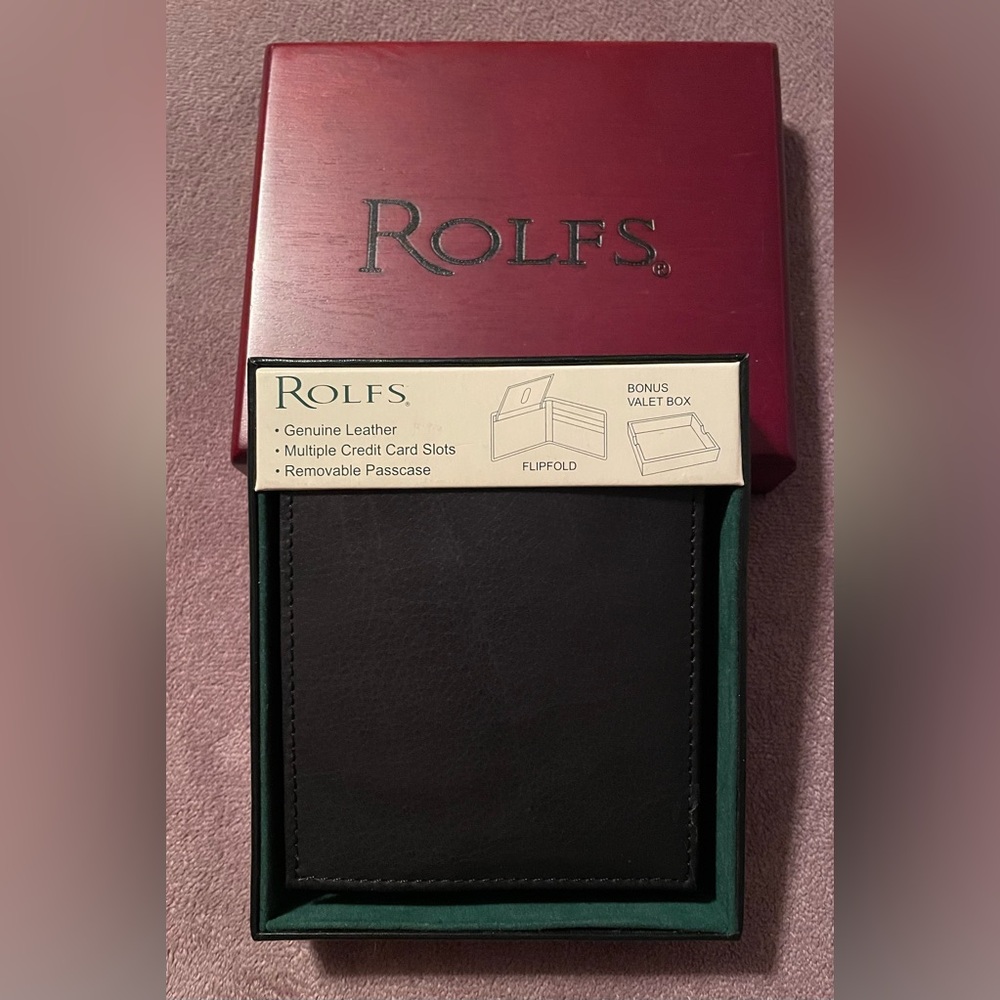 ROLFS®
ROLFS®
• Genuine Leather
• Multiple Credit Card Slots
• Removable Passcase
FLIPFOLD
BONUS
VALET BOX